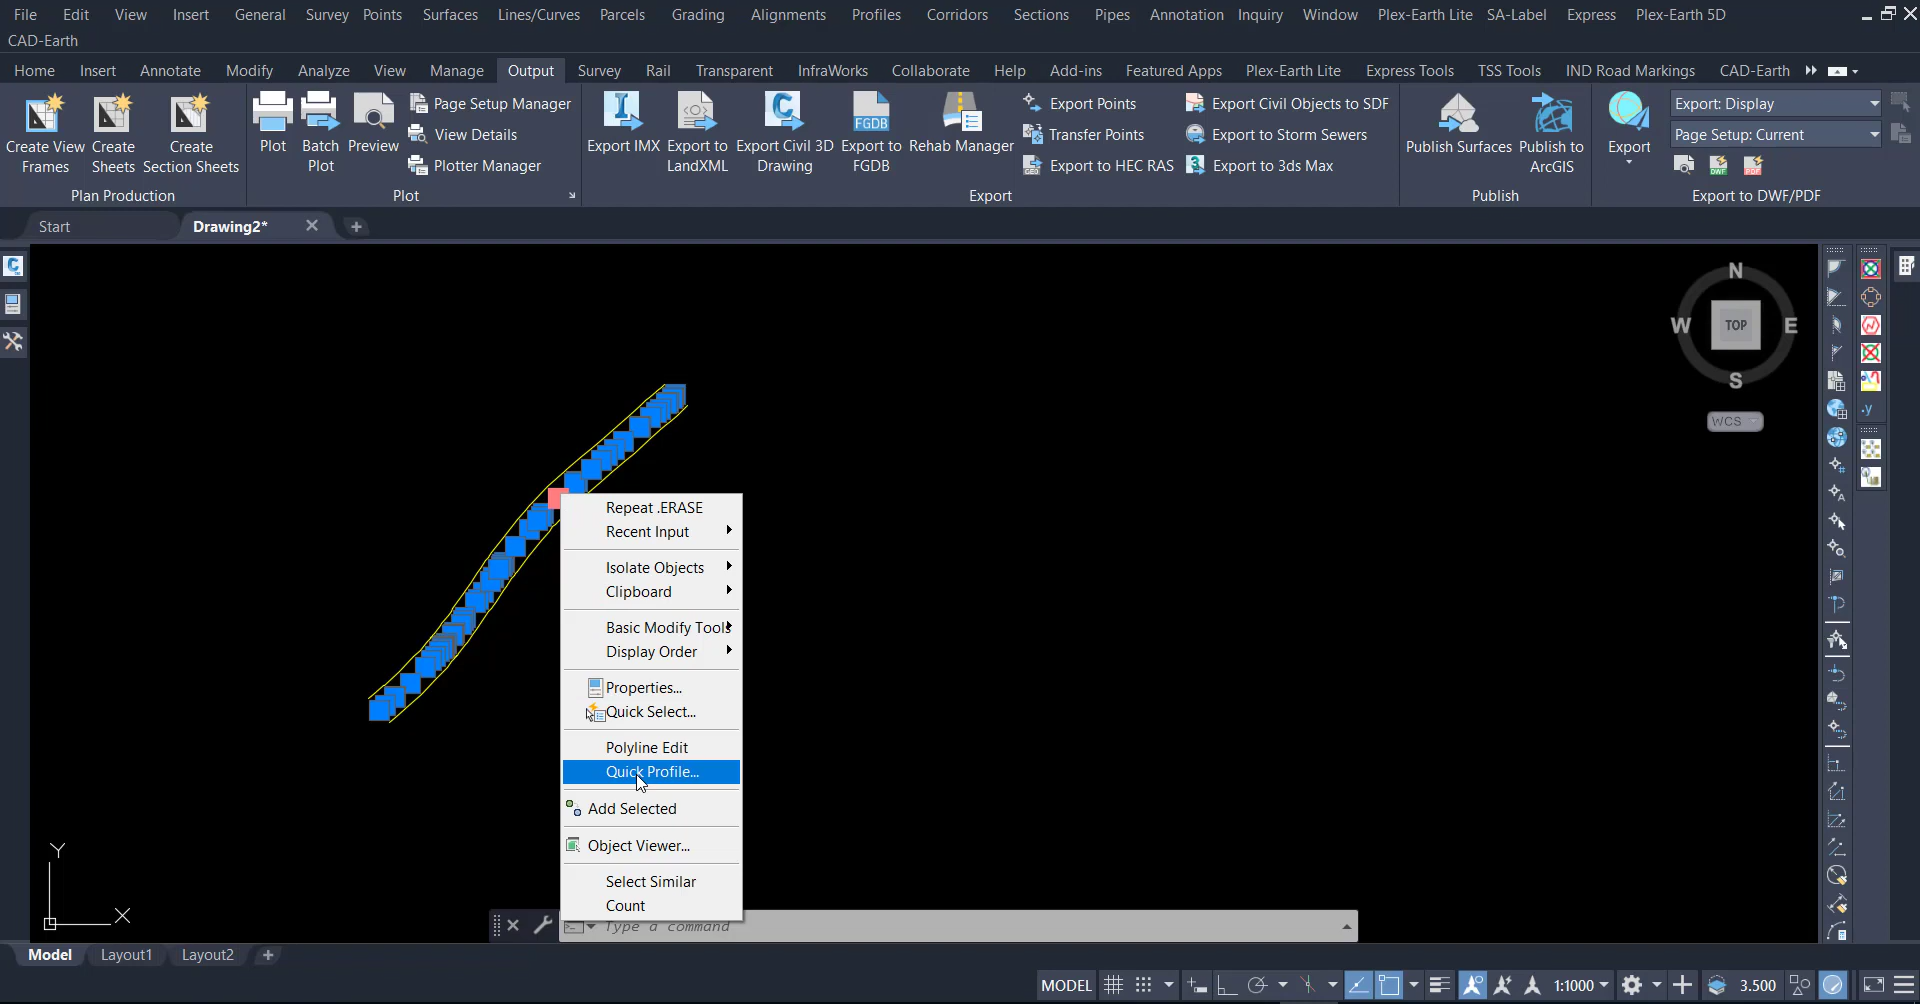 File Edit View Insert General Survey Points Surfaces Lines/Curves Parcels Grading Alignments Profiles Corridors Sections Pipes Annotation Inquiry Window Plex-Earth Lite SA-Label Express Plex-Earth 5D
CAD-Earth
Home Insert Annotate Modify Analyze View Manage Output Survey Rail Transparent InfraWorks Collaborate Help Add-ins Featured Apps Plex-Earth Lite Express Tools TSS Tools IND Road Markings CAD-Earth
Create View Frames
Create Sheets
Create Section Sheets
Plan Production
Plot
Batch Plot
Preview
Page Setup Manager
View Details
Plotter Manager
Plot
Export IMX
Export to LandXML
Export Civil 3D Drawing
FGDB
Export to FGDB
Rehab Manager
Export Points
Transfer Points
GEO
Export to HEC RAS
Export Civil Objects to SDF
Export to Storm Sewers
Export to 3ds Max
Export
Publish Surfaces
Publish to ArcGIS
Publish
Export
Export: Display
Page Setup: Current
DWF PDF
Export to DWF/PDF
Start Drawing2*
N
W TOP E
S
WCS
.y
Repeat .ERASE
Recent Input
Isolate Objects
Clipboard
Basic Modify Tools
Display Order
Properties...
Quick Select...
Polyline Edit
Quick Profile...
Add Selected
Object Viewer...
Select Similar
Count
Y
X
Type a command
Model Layout1 Layout2
MODEL 1:1000 3.500